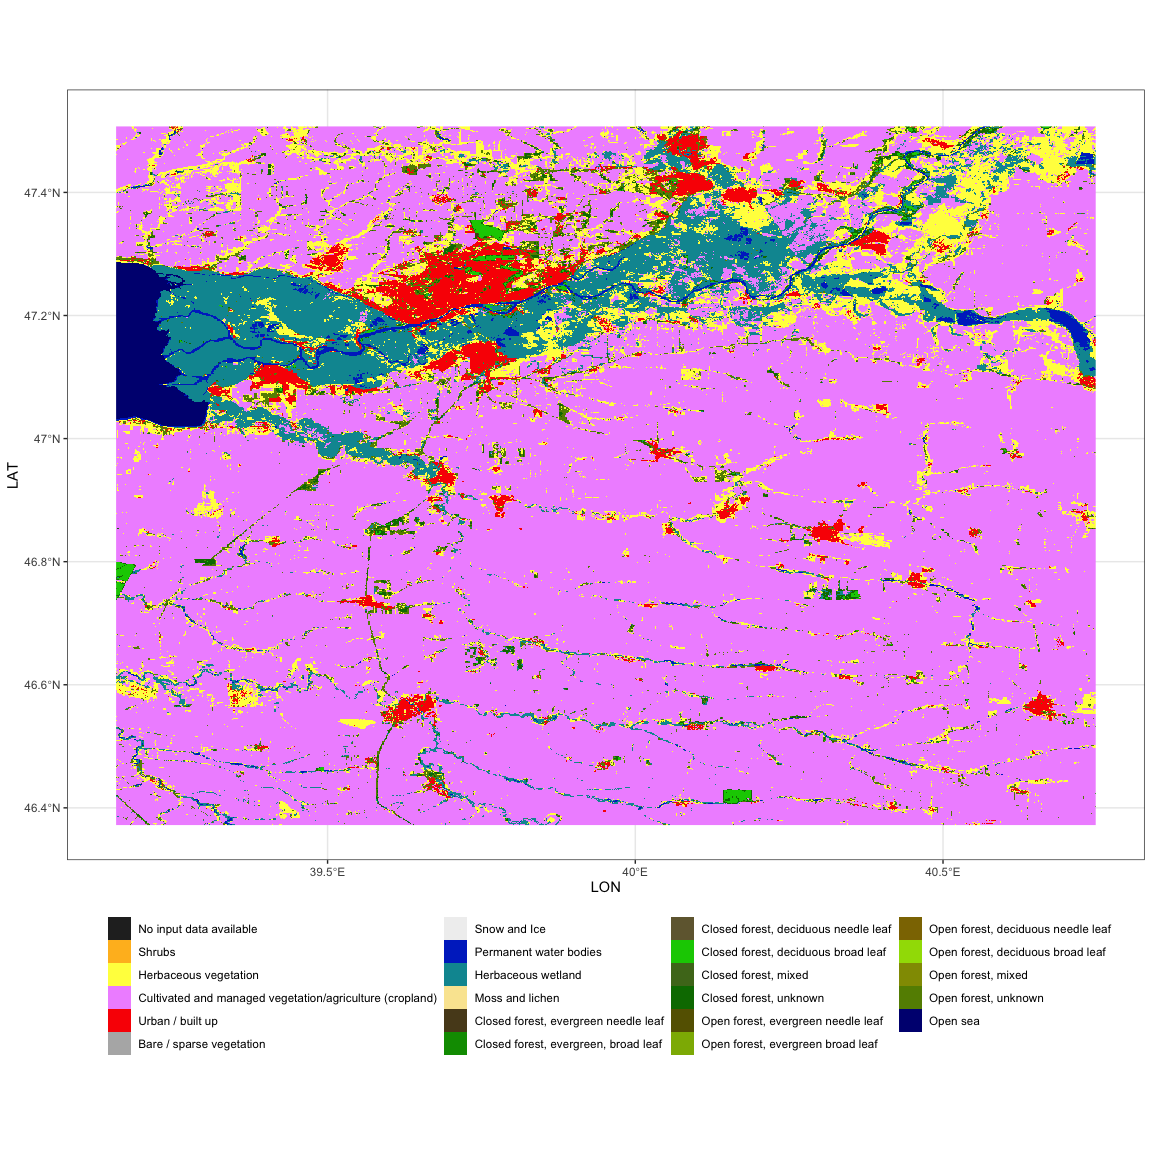 47.4°N
47.2°N
47°N
46.8°N
46.6°N
46.4°N
LAT
39.5°E
40°E
40.5°E
LON
No input data available
Shrubs
Herbaceous vegetation
Cultivated and managed vegetation/agriculture (cropland)
Urban / built up
Bare / sparse vegetation
Snow and Ice
Permanent water bodies
Herbaceous wetland
Moss and lichen
Closed forest, evergreen needle leaf
Closed forest, evergreen, broad leaf
Closed forest, deciduous needle leaf
Closed forest, deciduous broad leaf
Closed forest, mixed
Closed forest, unknown
Open forest, evergreen needle leaf
Open forest, evergreen broad leaf
Open forest, deciduous needle leaf
Open forest, deciduous broad leaf
Open forest, mixed
Open forest, unknown
Open sea